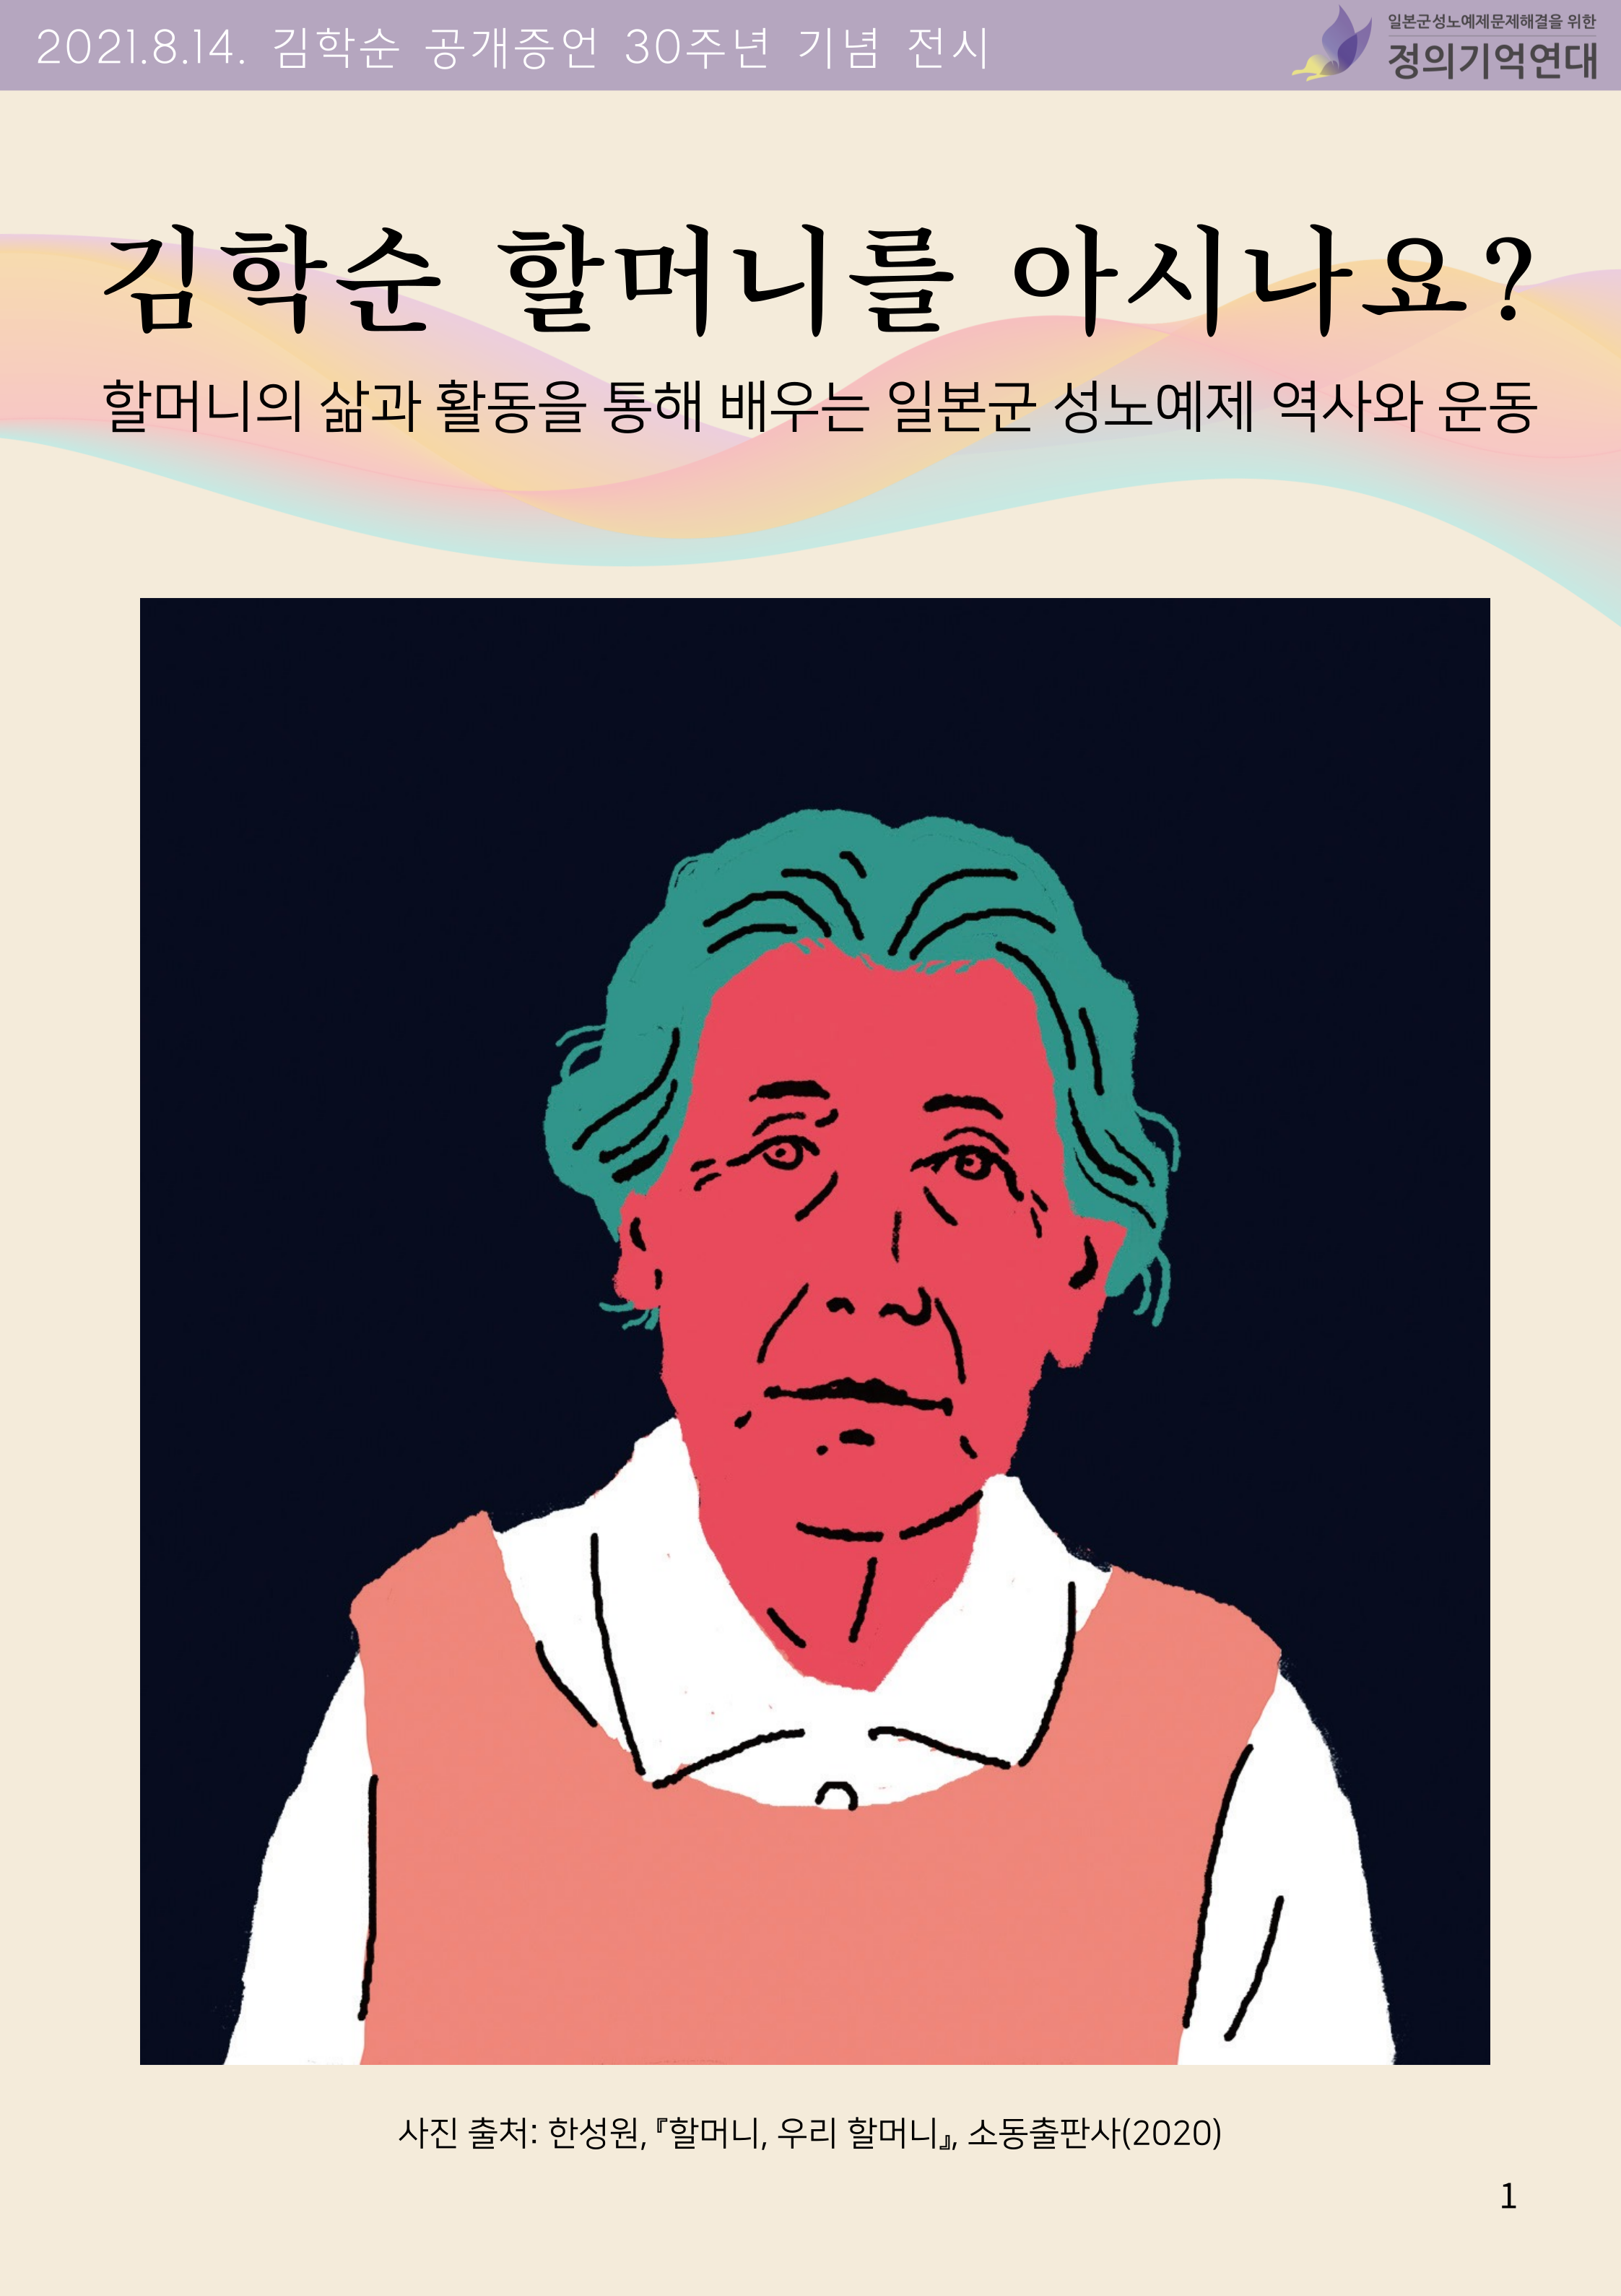 2021.8.14. 김학순 공개증언 30주년 기념 전시
일본군성노예제문제해결을 위한
정의기억연대
김학순 할머니를 아시나요?
할머니의 삶과 활동을 통해 배우는 일본군 성노예제 역사와 운동
사진 출처: 한성원, 『할머니, 우리 할머니』, 소동출판사(2020)
1